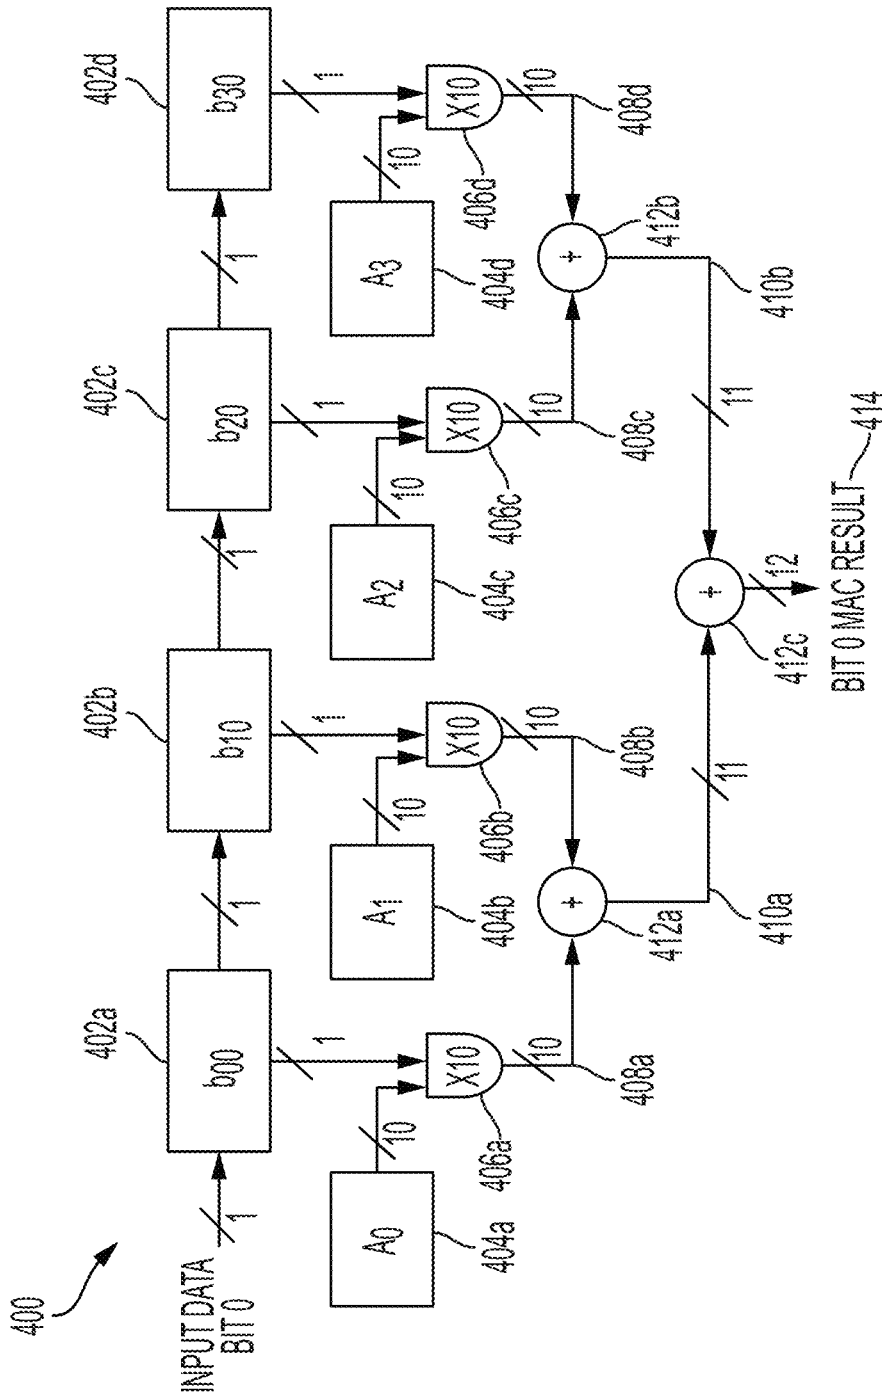 400
INPUT DATA
BIT 0
1
402a
b00
1
402b
b10
1
402c
b20
1
402d
b30
1
1
1
1
A0
404a
10
X10
406a
A1
404b
10
X10
406b
A2
404c
10
X10
406c
A3
404d
10
X10
406d
10
408a
10
408b
10
408c
10
408d
+
412a
+
412b
410a
11
410b
11
+
412c
12
BIT 0 MAC RESULT
414